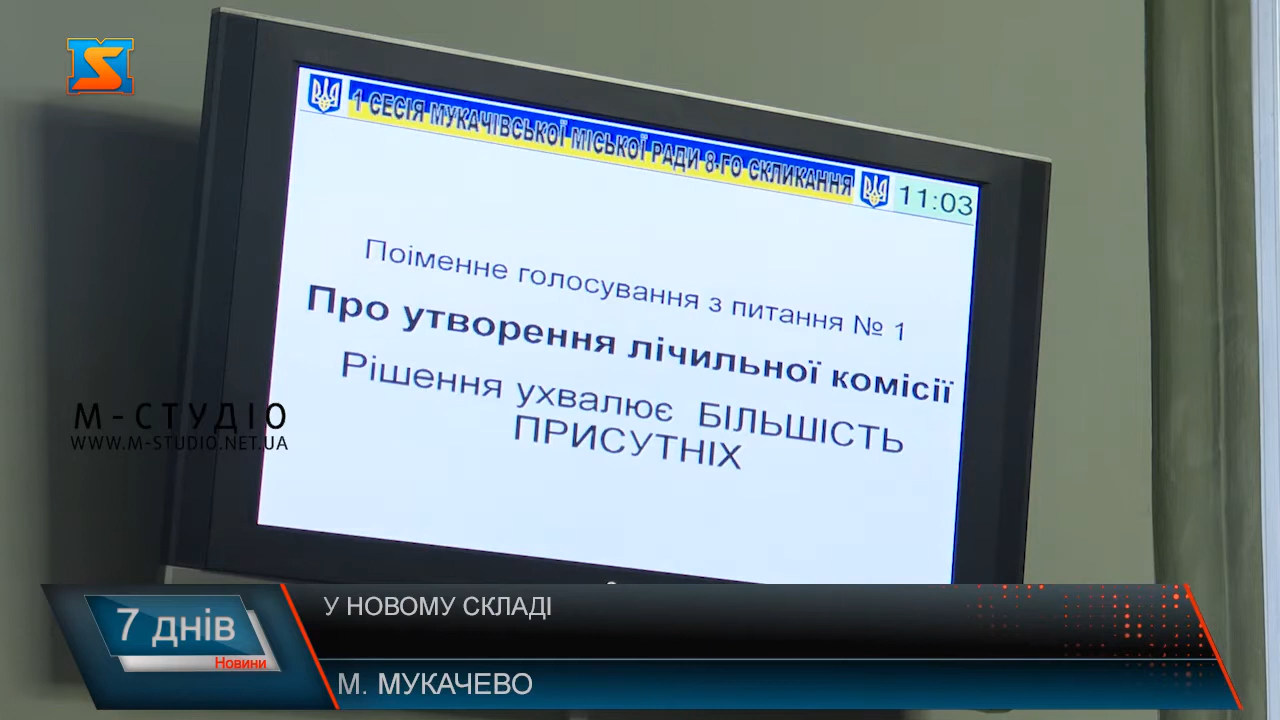 1 СЕСІЯ МУКАЧІВСЬКОЇ МІСЬКОЇ РАДИ 8-ГО СКЛИКАННЯ
11:03
Поіменне голосування з питання № 1
Про утворення лічильної комісії
Рішення ухвалює БІЛЬШІСТЬ
ПРИСУТНІХ
М-СТУДІО
WWW.M-STUDIO.NET.UA
У НОВОМУ СКЛАДІ
7 днів
Новини
М. МУКАЧЕВО